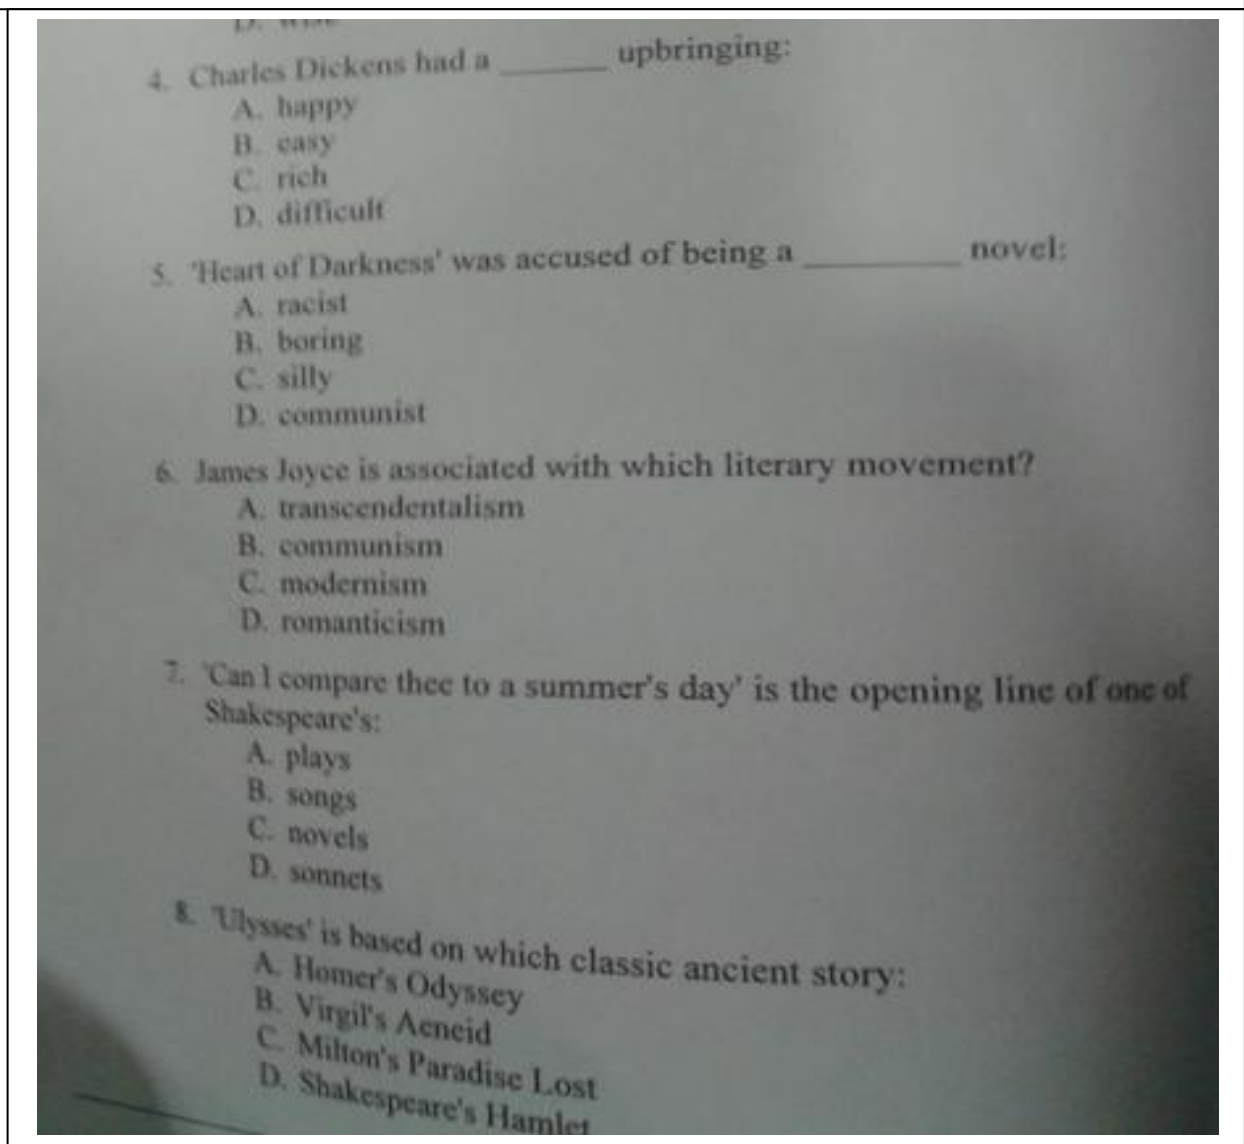 D. wise
4. Charles Dickens had a ______ upbringing:
A. happy
B. easy
C. rich
D. difficult
5. 'Heart of Darkness' was accused of being a _________ novel:
A. racist
B. boring
C. silly
D. communist
6. James Joyce is associated with which literary movement?
A. transcendentalism
B. communism
C. modernism
D. romanticism
7. 'Can I compare thee to a summer's day' is the opening line of one of
Shakespeare's:
A. plays
B. songs
C. novels
D. sonnets
8. 'Ulysses' is based on which classic ancient story:
A. Homer's Odyssey
B. Virgil's Aeneid
C. Milton's Paradise Lost
D. Shakespeare's Hamlet